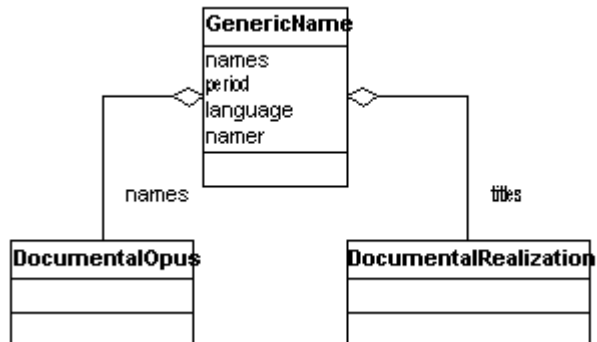 GenericName
names
period
language
namer
names
titles
DocumentalOpus
DocumentalRealization